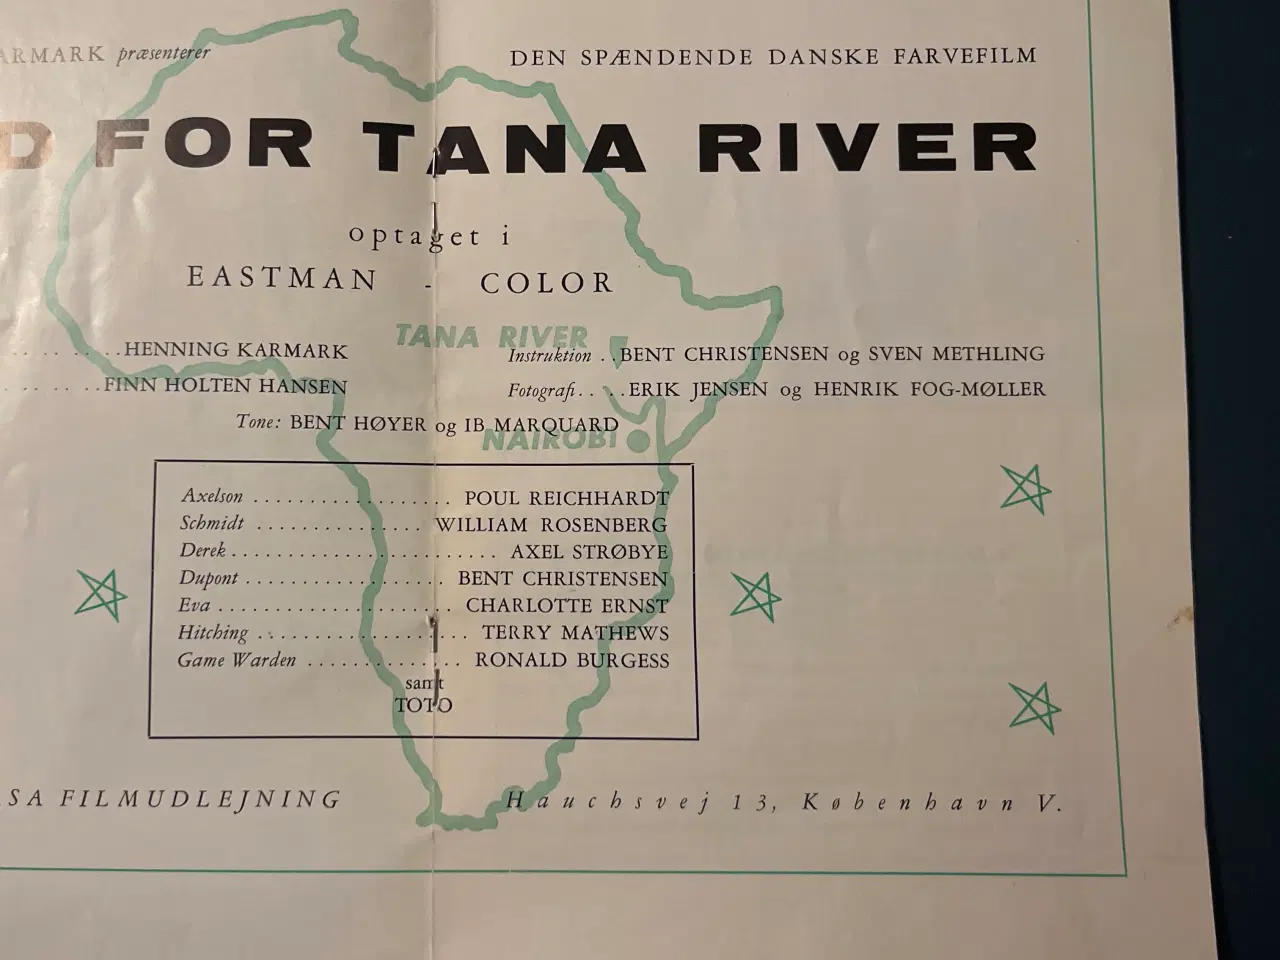 ARMARK præsenterer
DEN SPÆNDENDE DANSKE FARVEFILM
D FOR TANA RIVER
optaget i
EASTMAN - COLOR
TANA RIVER
........HENNING KARMARK
Instruktion ..BENT CHRISTENSEN og SVEN METHLING
........FINN HOLTEN HANSEN
Fotografi....ERIK JENSEN og HENRIK FOG-MØLLER
Tone: BENT HØYER og IB MARQUARD
NAIROBI
Axelson .................. POUL REICHHARDT
Schmidt ............... WILLIAM ROSENBERG
Derek........................ AXEL STRØBYE
Dupont .................. BENT CHRISTENSEN
Eva ..................... CHARLOTTE ERNST
Hitching ................... TERRY MATHEWS
Game Warden .............. RONALD BURGESS
samt
TOTO
SA FILMUDLEJNING
Hauchsvej 13, København V.